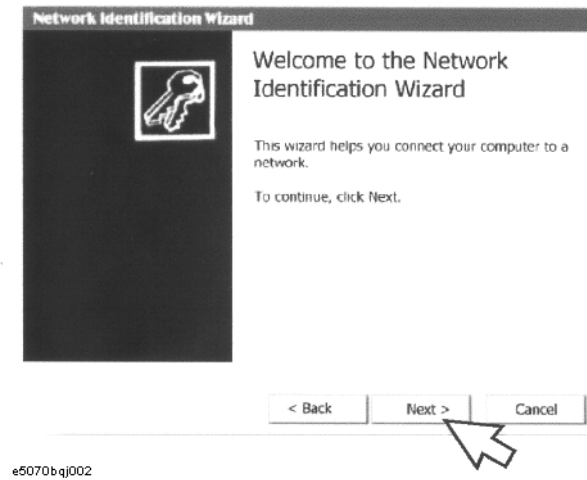 Network Identification Wizard
Welcome to the Network
Identification Wizard
This wizard helps you connect your computer to a
network.
To continue, click Next.
< Back
Next >
Cancel
e5070bqj002